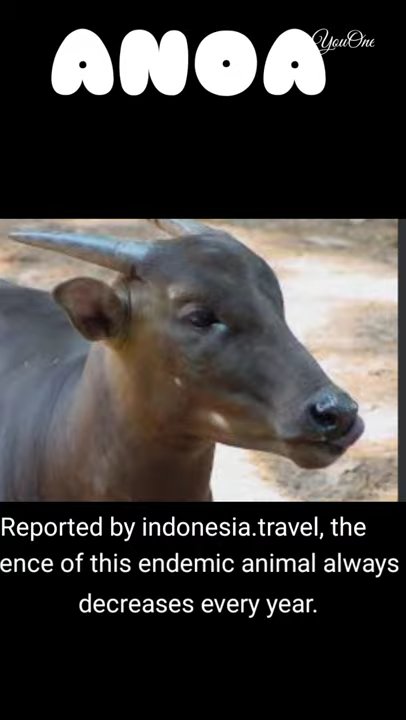 ANOA
YouOne
Reported by indonesia.travel, the
ence of this endemic animal always
decreases every year.